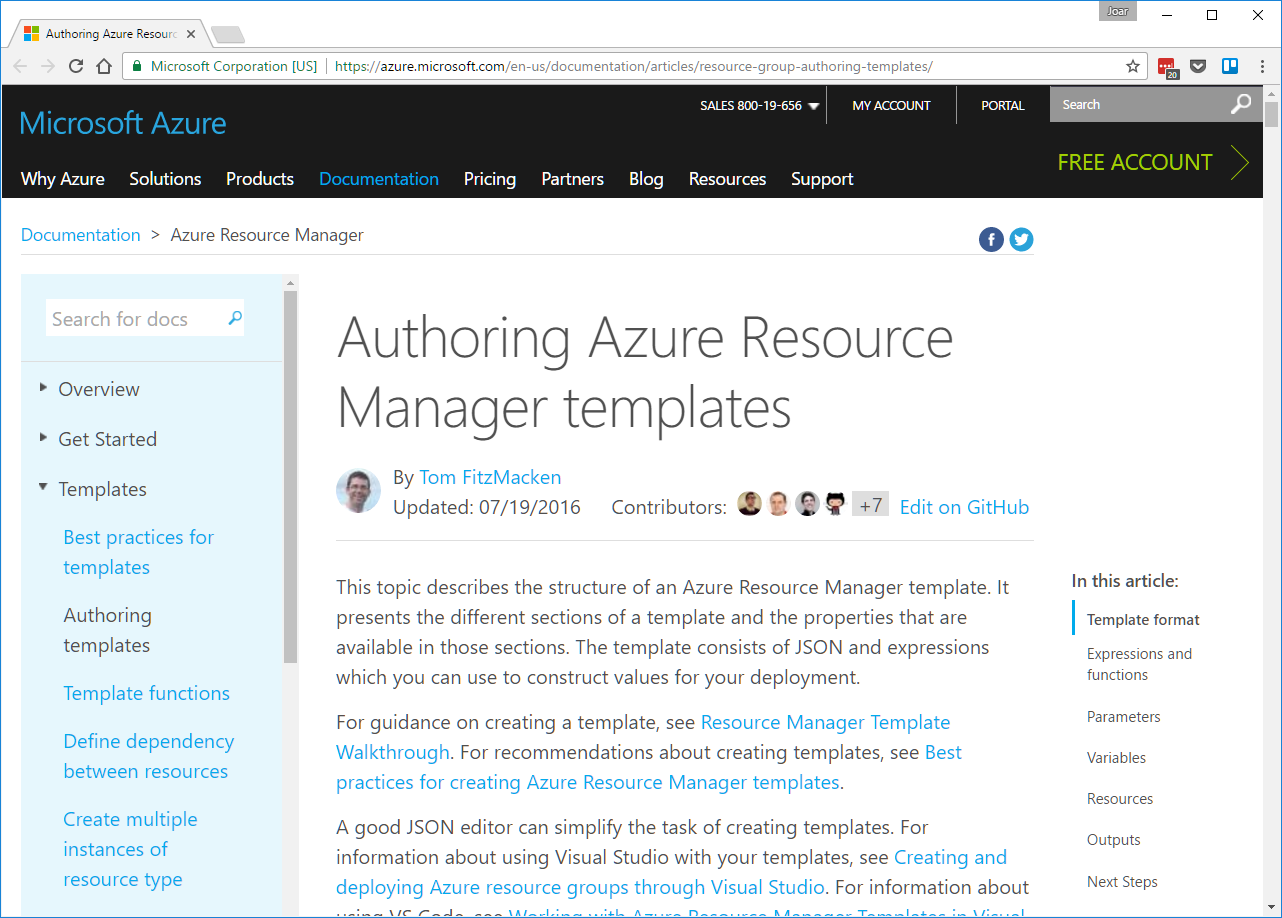 Joar
Authoring Azure Resourc
Microsoft Corporation [US] https://azure.microsoft.com/en-us/documentation/articles/resource-group-authoring-templates/
20
SALES 800-19-656 MY ACCOUNT PORTAL Search
Microsoft Azure
FREE ACCOUNT
Why Azure Solutions Products Documentation Pricing Partners Blog Resources Support
Documentation > Azure Resource Manager
Search for docs
Overview
Get Started
Templates
Best practices for
templates
Authoring
templates
Template functions
Define dependency
between resources
Create multiple
instances of
resource type
Authoring Azure Resource
Manager templates
By Tom FitzMacken
Updated: 07/19/2016 Contributors: +7 Edit on GitHub
This topic describes the structure of an Azure Resource Manager template. It
presents the different sections of a template and the properties that are
available in those sections. The template consists of JSON and expressions
which you can use to construct values for your deployment.
For guidance on creating a template, see Resource Manager Template
Walkthrough. For recommendations about creating templates, see Best
practices for creating Azure Resource Manager templates.
A good JSON editor can simplify the task of creating templates. For
information about using Visual Studio with your templates, see Creating and
deploying Azure resource groups through Visual Studio. For information about
using VS Code, see Working with Azure Resource Manager Templates in Visual
In this article:
Template format
Expressions and
functions
Parameters
Variables
Resources
Outputs
Next Steps